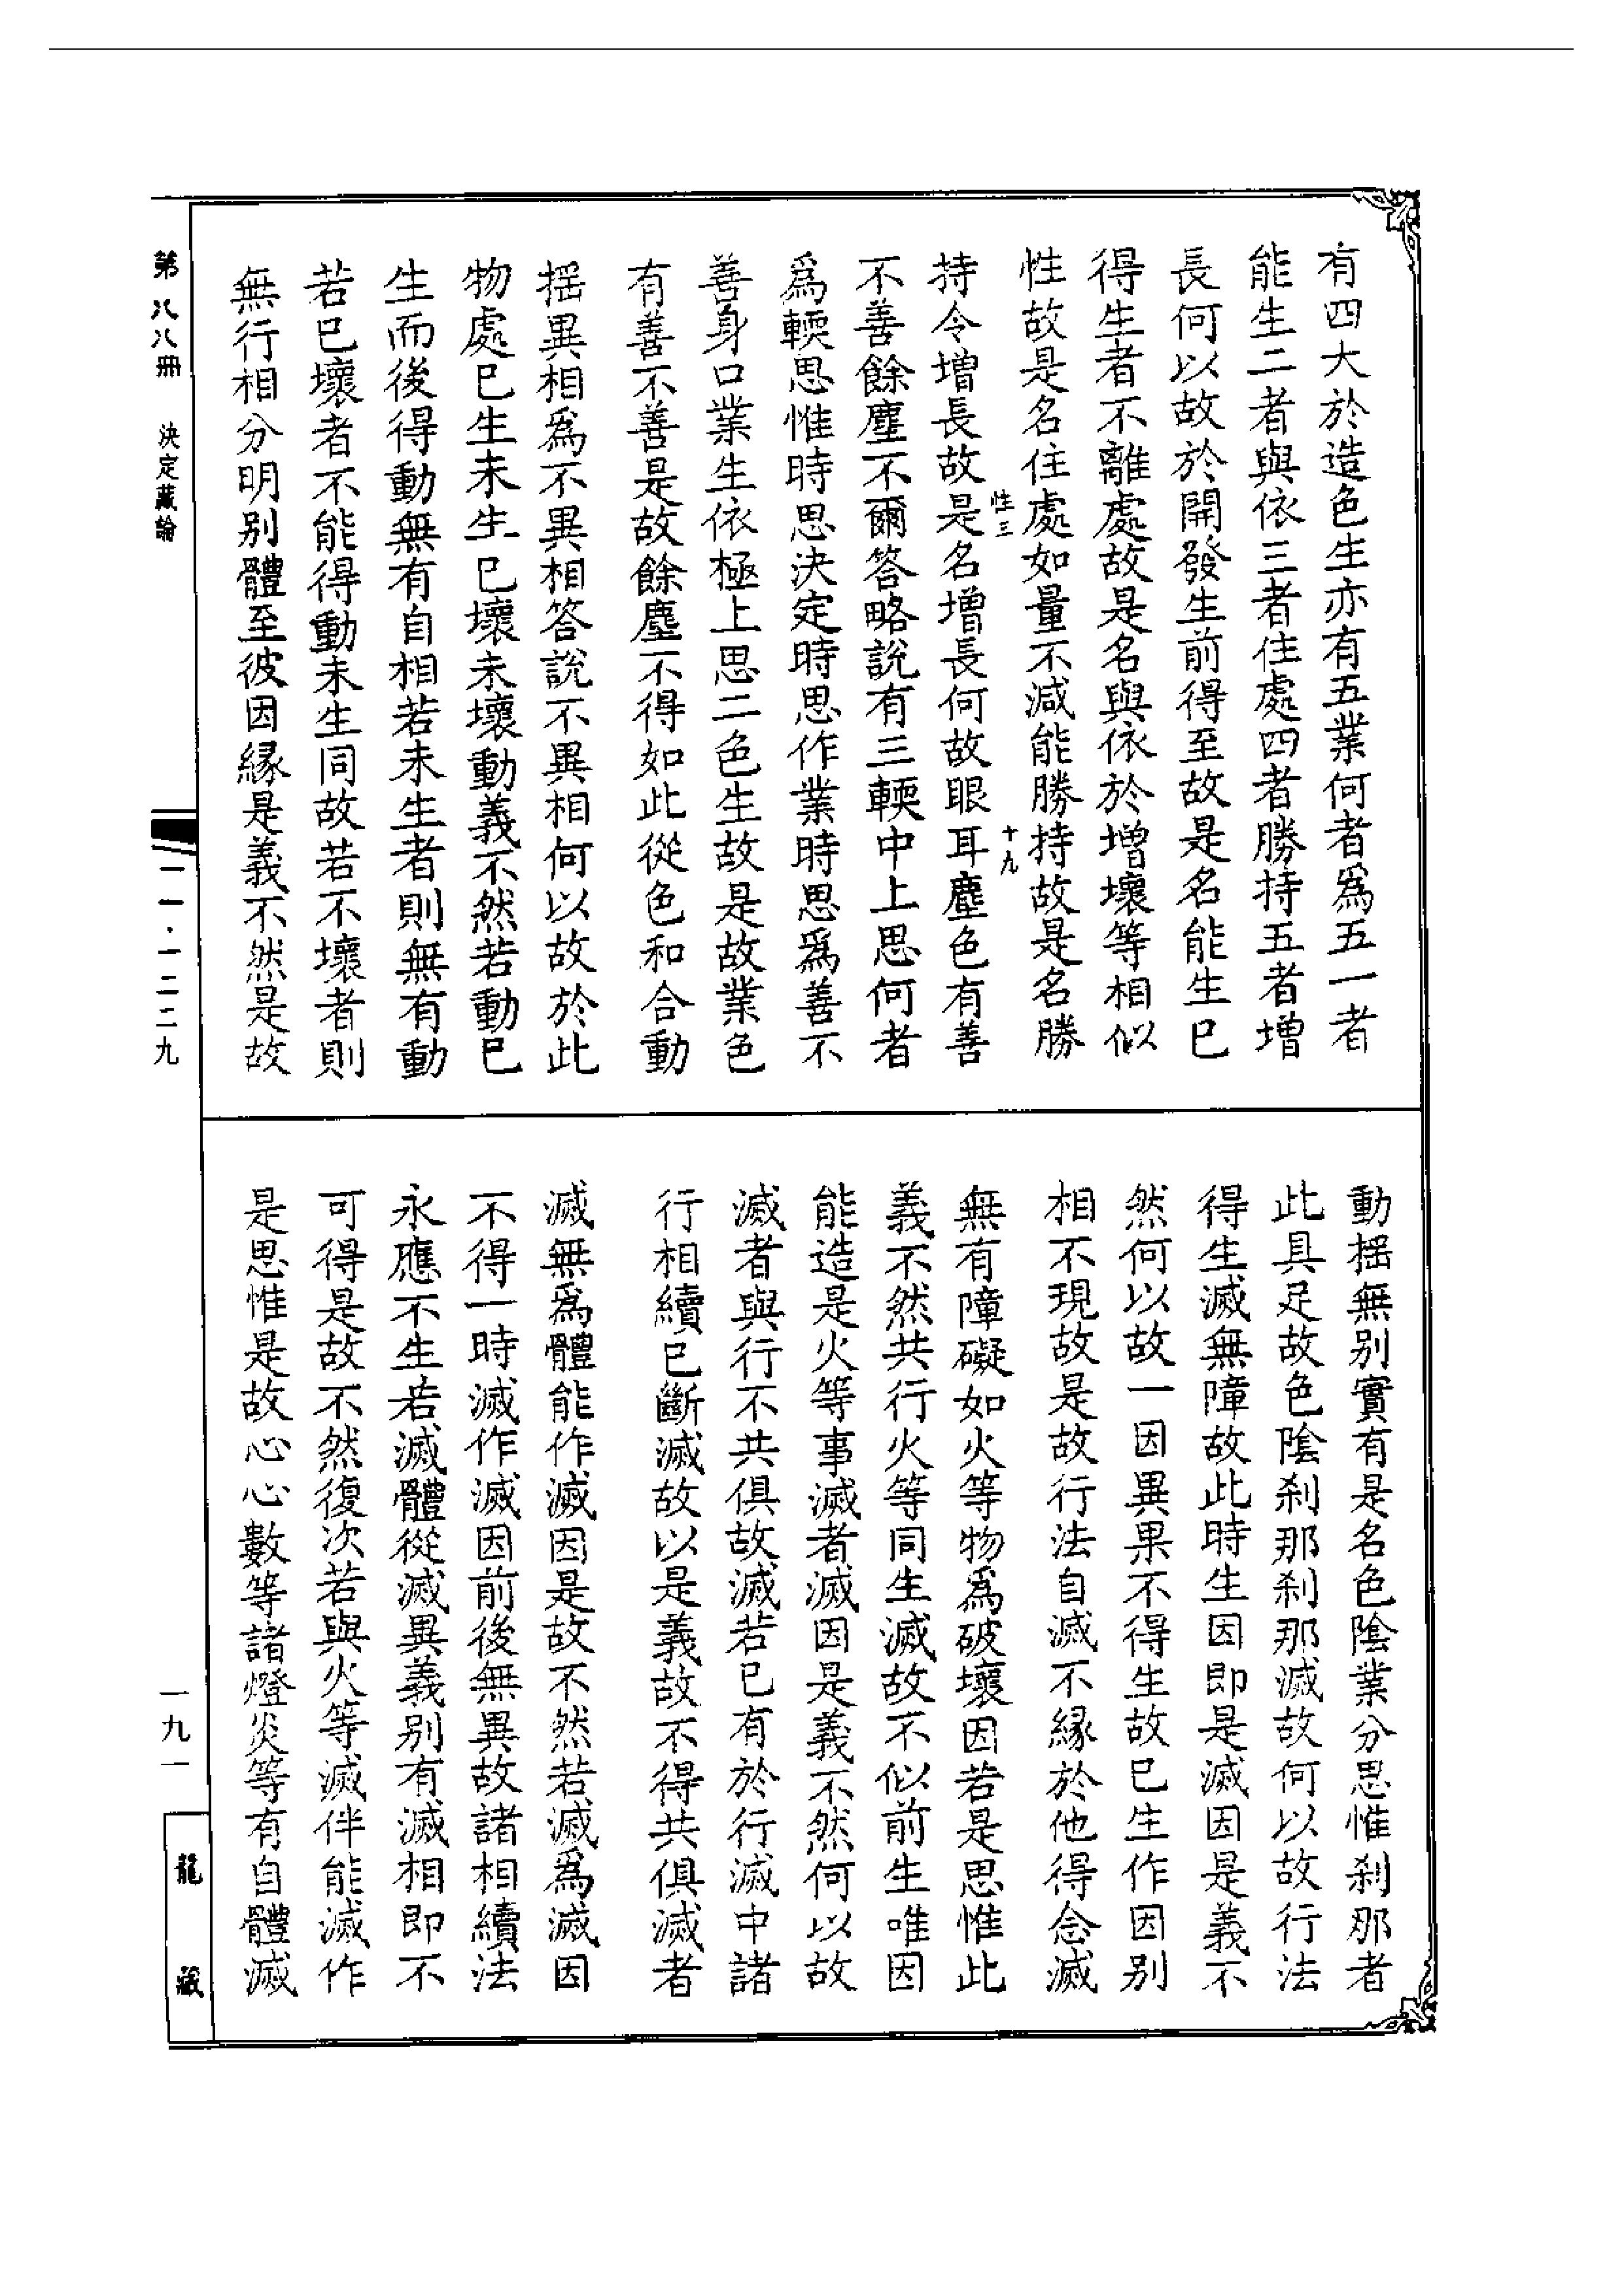 有四大於造色生亦有五業何者爲五一者
能生二者與依三者住處四者勝持五者增
長何以故於開發生前得至故是名能生已
得生者不離處故是名與依於增壞等相似
性故是名住處如量不減能勝持故是名勝
性三
十九
持令增長故是名增長何故眼耳塵色有善
不善餘塵不爾答略說有三輭中上思何者
爲輭思惟時思決定時思作業時思爲善不
善身口業生依極上思二色生故是故業色
有善不善是故餘塵不得如此從色和合動
揺異相爲不異相答說不異相何以故於此
物處已生未生已壞未壞動義不然若動已
生而後得動無有自相若未生者則無有動
若已壞者不能得動未生同故若不壞者則
無行相分明別體至彼因緣是義不然是故
動揺無別實有是名色陰業分思惟刹那者
此具足故色陰刹那刹那滅故何以故行法
得生滅無障故此時生因即是滅因是義不
然何以故一因異果不得生故已生作因別
相不現故是故行法自滅不緣於他得念滅
無有障礙如火等物爲破壞因若是思惟此
義不然共行火等同生滅故不似前生唯因
能造是火等事滅者滅因是義不然何以故
滅者與行不共俱故滅若已有於行滅中諸
行相續已斷滅故以是義故不得共俱滅者
滅無爲體能作滅因是故不然若滅爲滅因
不得一時滅作滅因前後無異故諸相續法
永應不生若滅體從滅異義別有滅相即不
可得是故不然復次若與火等滅伴能滅作
是思惟是故心心數等諸燈炎等有自體滅
第八八冊 決定藏論
一一·一二二九
一九一
龍藏